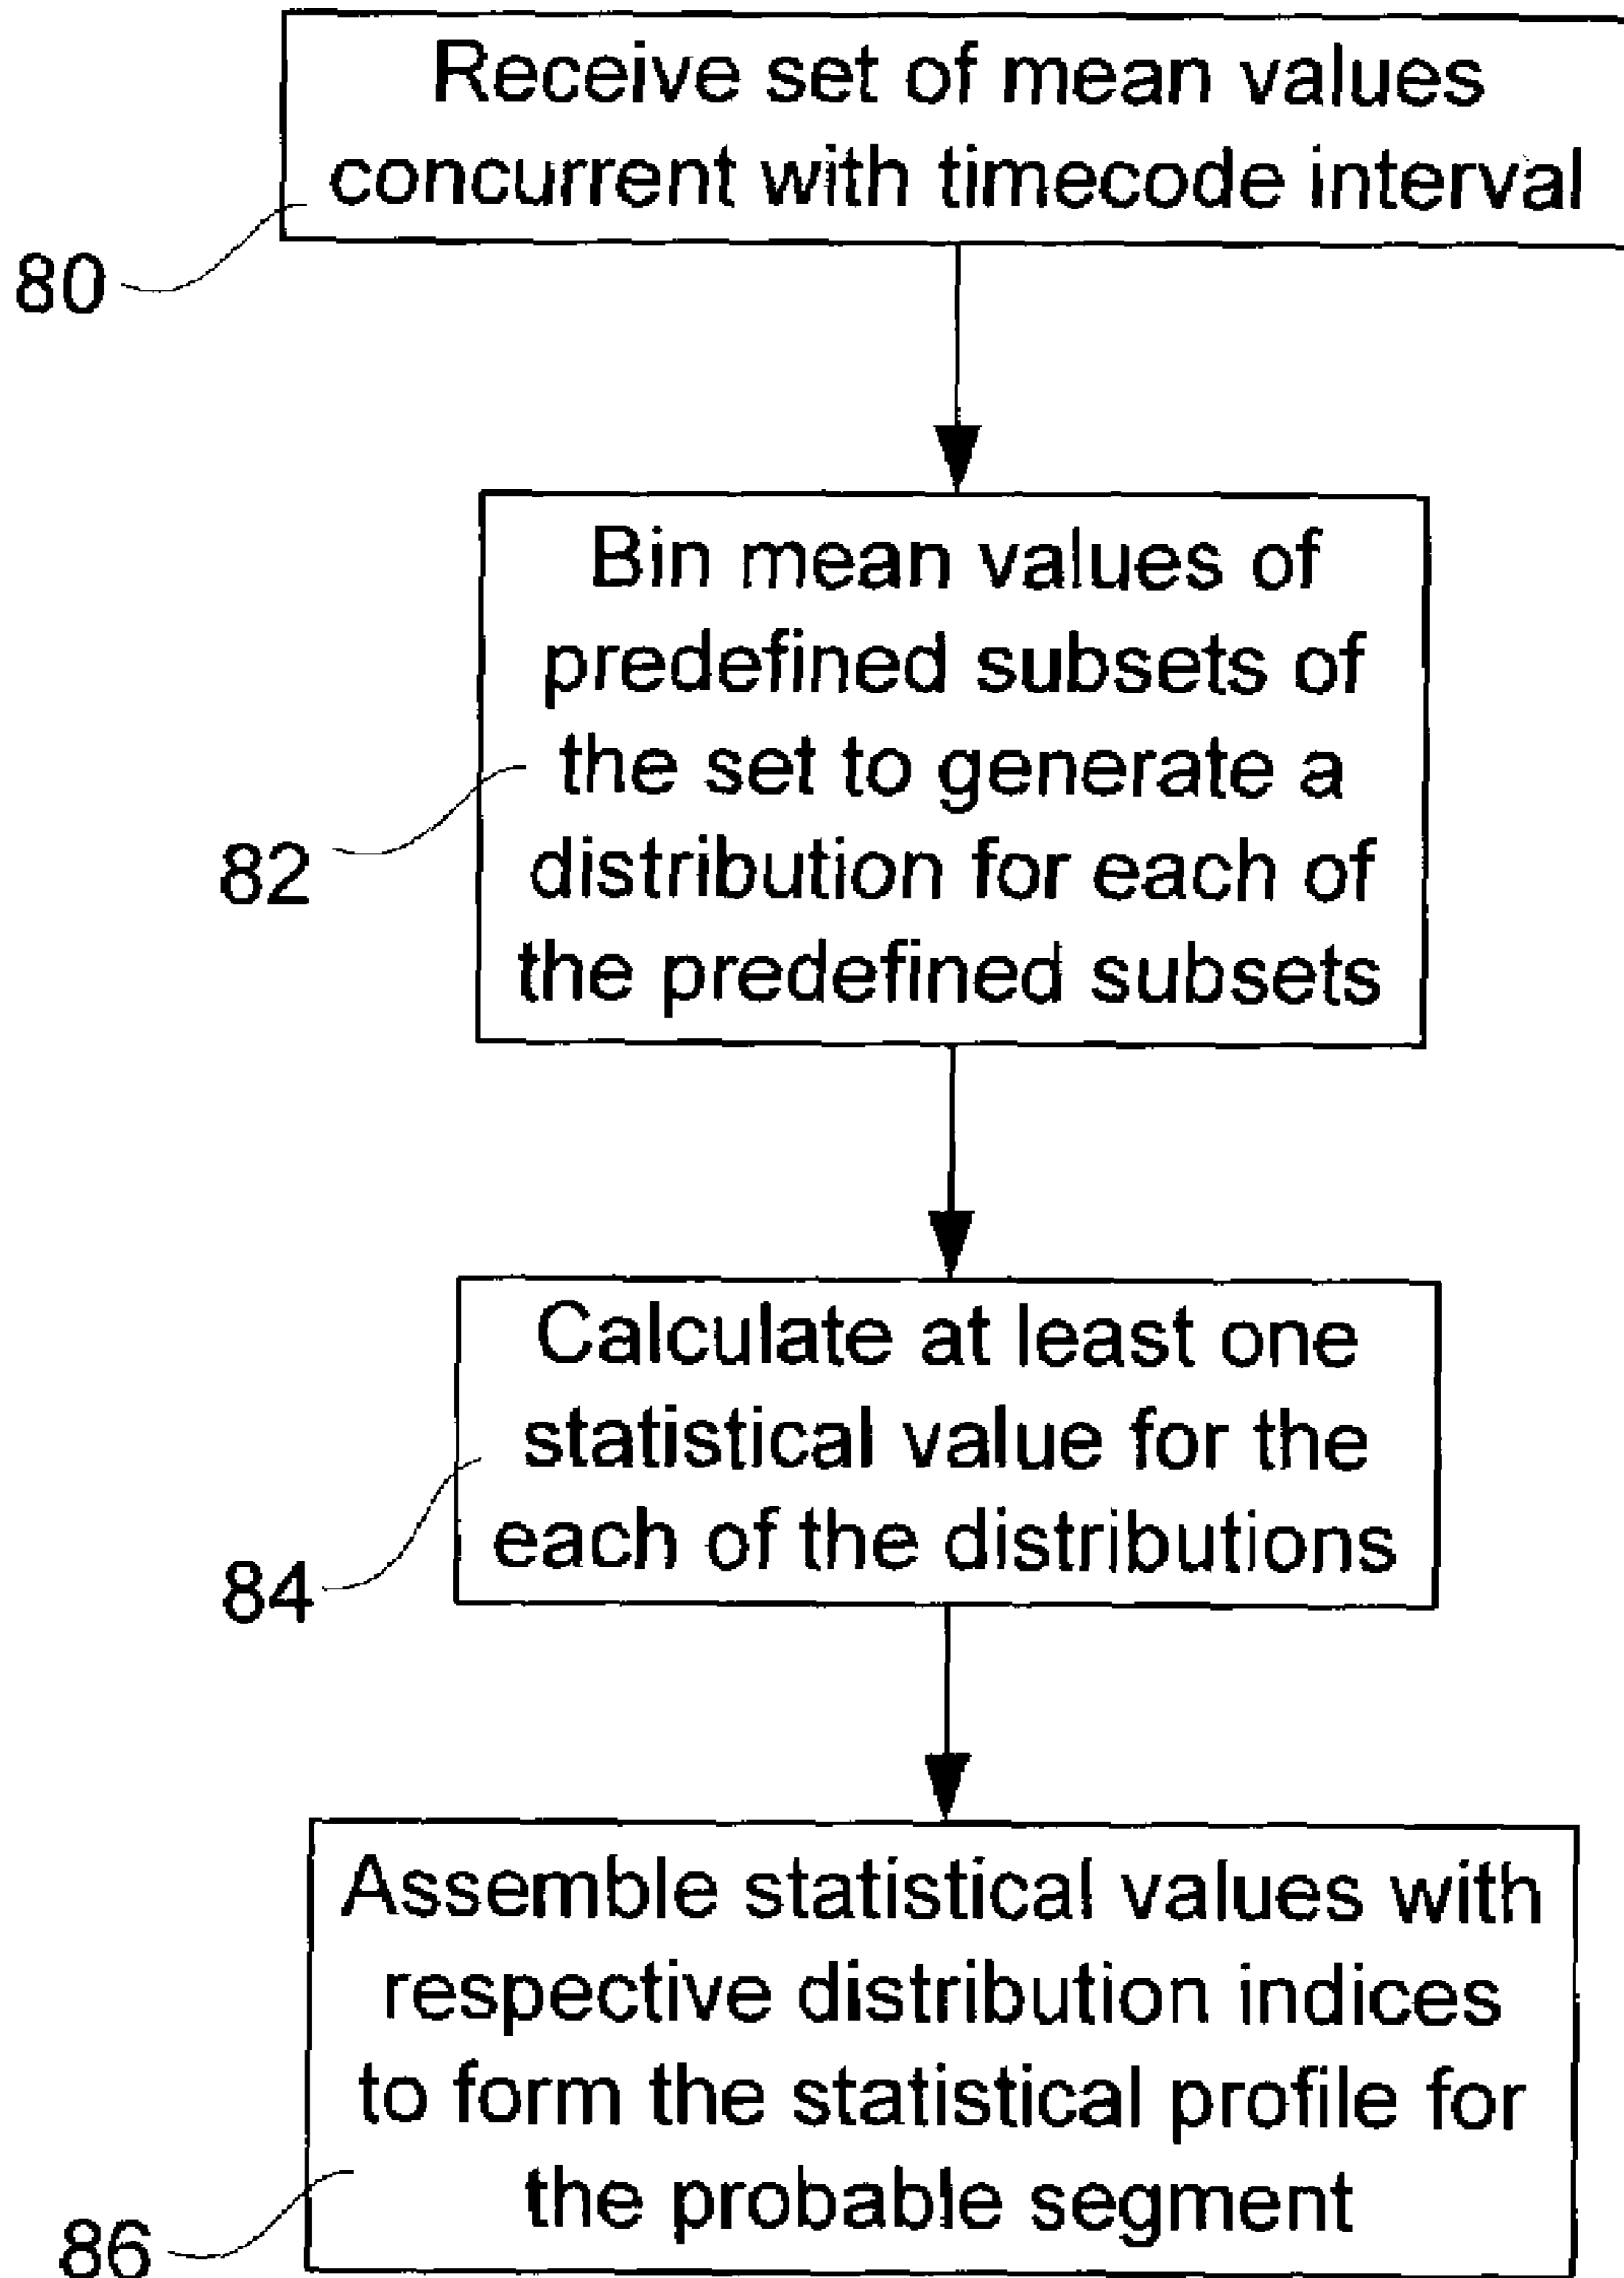 Receive set of mean values
concurrent with timecode interval
80
Bin mean values of
predefined subsets of
the set to generate a
distribution for each of
the predefined subsets
82
Calculate at least one
statistical value for the
each of the distributions
84
Assemble statistical values with
respective distribution indices
to form the statistical profile for
the probable segment
86